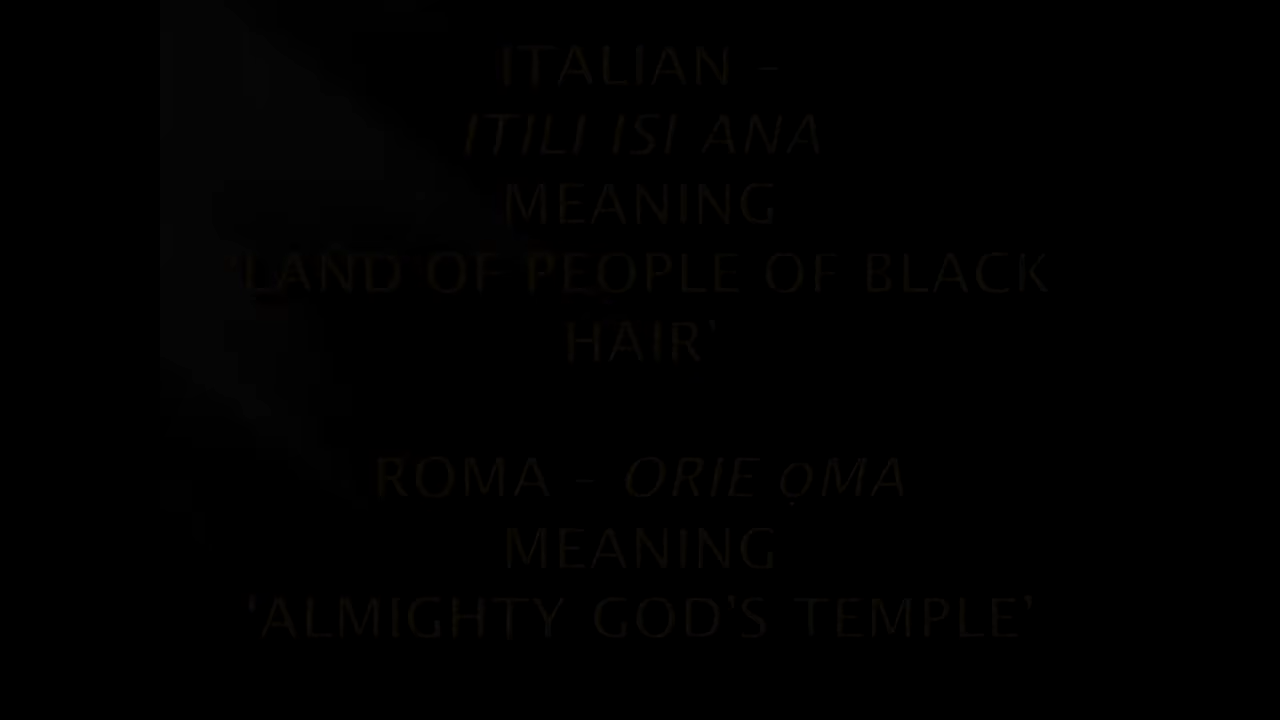 ITALIAN –
ITILI ISI ANA
MEANING
'LAND OF PEOPLE OF BLACK
HAIR'
ROMA – ORIE ỌMA
MEANING
'ALMIGHTY GOD'S TEMPLE'